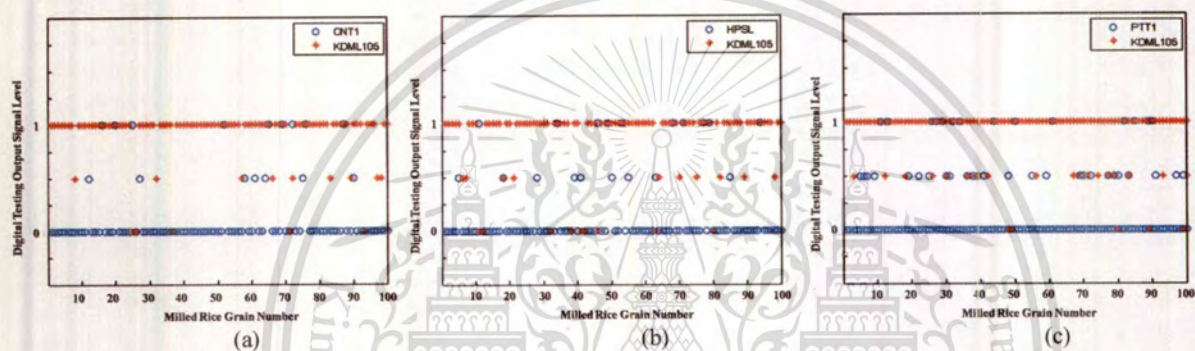 CNT1
KDML105
Digital Testing Output Signal Level
1
0
10 20 30 40 50 60 70 80 90 100
Milled Rice Grain Number
(a)
HPSL
KDML105
Digital Testing Output Signal Level
1
0
10 20 30 40 50 60 70 80 90 100
Milled Rice Grain Number
(b)
PTT1
KDML105
Digital Testing Output Signal Level
1
0
10 20 30 40 50 60 70 80 90 100
Milled Rice Grain Number
(c)